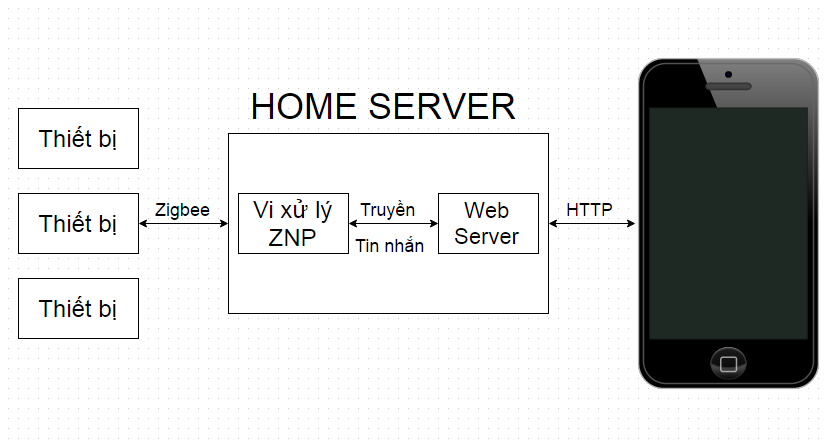 HOME SERVER
Thiết bị
Thiết bị
Thiết bị
Zigbee
Vi xử lý
ZNP
Truyền
Tin nhắn
Web
Server
HTTP